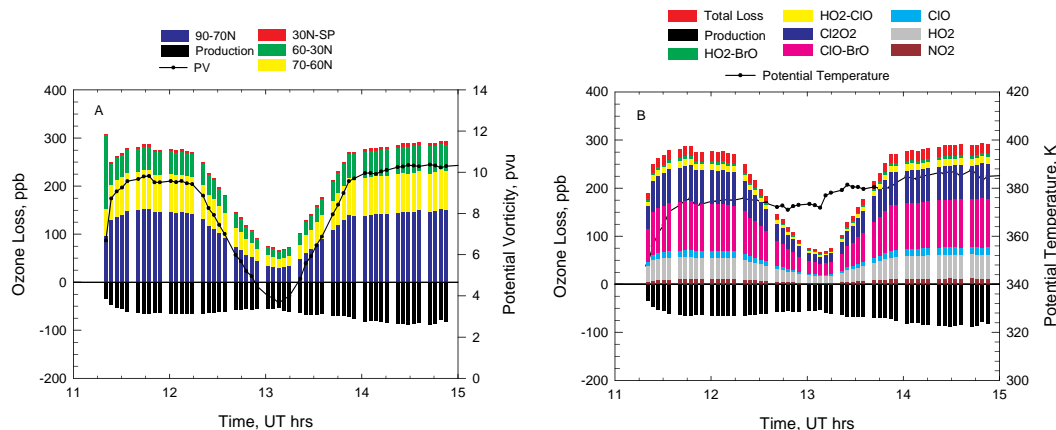 90-70N
30N-SP
Production
60-30N
PV
70-60N
A
400
300
200
100
0
-100
-200
Ozone Loss, ppb
14
12
10
8
6
4
2
0
Potential Vorticity, pvu
11
12
13
14
15
Time, UT hrs
Total Loss
HO2-ClO
ClO
Production
Cl2O2
HO2
HO2-BrO
ClO-BrO
NO2
Potential Temperature
B
400
300
200
100
0
-100
-200
Ozone Loss, ppb
420
400
380
360
340
320
300
Potential Temperature, K
11
12
13
14
15
Time, UT hrs